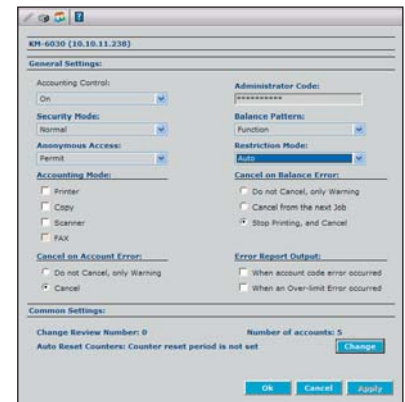 KM-6030 (10.10.11.238)
General Settings:
Accounting Control:
On
Administrator Code:
**********
Security Mode:
Normal
Balance Pattern:
Function
Anonymous Access:
Permit
Restriction Mode:
Auto
Accounting Mode:
Printer
Copy
Scanner
FAX
Cancel on Balance Error:
Do not Cancel, only Warning
Cancel from the next Job
Stop Printing, and Cancel
Cancel on Account Error:
Do not Cancel, only Warning
Cancel
Error Report Output:
When account code error occurred
When an Over-limit Error occurred
Common Settings:
Change Review Number: 0
Number of accounts: 5
Auto Reset Counters: Counter reset period is not set
Change
Ok
Cancel
Apply